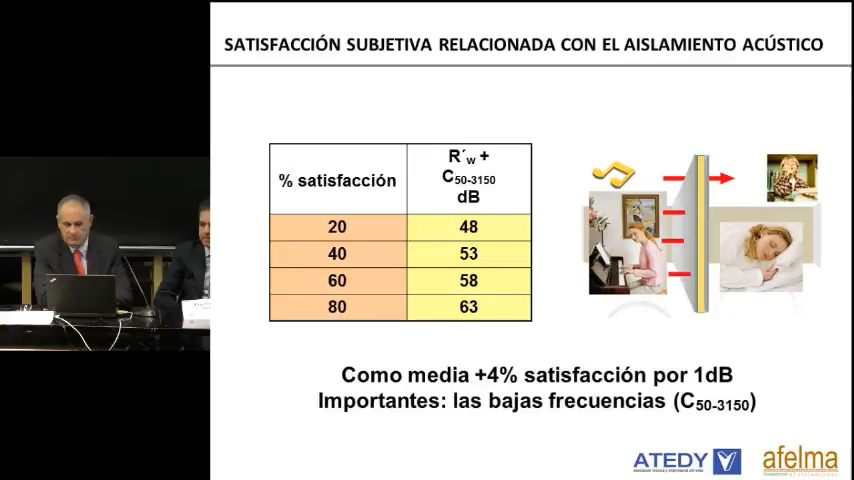 SATISFACCIÓN SUBJETIVA RELACIONADA CON EL AISLAMIENTO ACÚSTICO
% satisfacción
R´w +
C50-3150
dB
20 48
40 53
60 58
80 63
Como media +4% satisfacción por 1dB
Importantes: las bajas frecuencias (C50-3150)
ATEDY
afelma